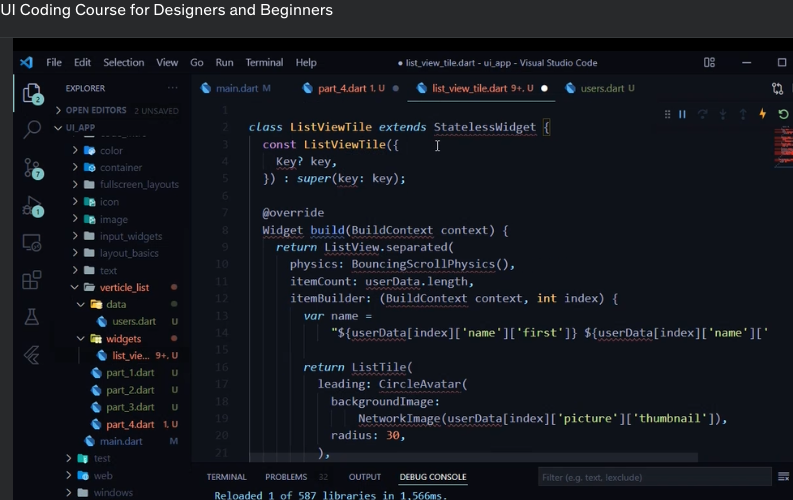 UI Coding Course for Designers and Beginners
File Edit Selection View Go Run Terminal Help
● list_view_tile.dart - ui_app - Visual Studio Code
EXPLORER ···
main.dart M
part_4.dart 1, U ●
list_view_tile.dart 9+, U ●
users.dart U
OPEN EDITORS 2 UNSAVED
UI_APP
color
container
fullscreen_layouts
icon
image
input_widgets
layout_basics
text
verticle_list
data
users.dart U
widgets
list_vie... 9+, U
part_1.dart U
part_2.dart U
part_3.dart U
part_4.dart 1, U
main.dart M
test
web
windows
2
7
1
1
2 class ListViewTile extends StatelessWidget {
3 const ListViewTile({
4 Key? key,
5 }) : super(key: key);
6
7 @override
8 Widget build(BuildContext context) {
9 return ListView.separated(
10 physics: BouncingScrollPhysics(),
11 itemCount: userData.length,
12 itemBuilder: (BuildContext context, int index) {
13 var name =
14 "${userData[index]['name']['first']} ${userData[index]['name']['
15
16 return ListTile(
17 leading: CircleAvatar(
18 backgroundImage:
19 NetworkImage(userData[index]['picture']['thumbnail']),
20 radius: 30,
21 ),
TERMINAL PROBLEMS 32 OUTPUT DEBUG CONSOLE
Filter (e.g. text, !exclude)
Reloaded 1 of 587 libraries in 1,566ms.